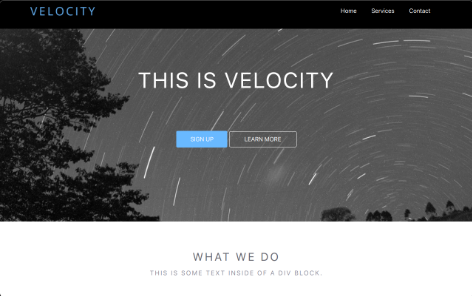 VELOCITY
Home Services Contact
THIS IS VELOCITY
SIGN UP LEARN MORE
WHAT WE DO
THIS IS SOME TEXT INSIDE OF A DIV BLOCK.